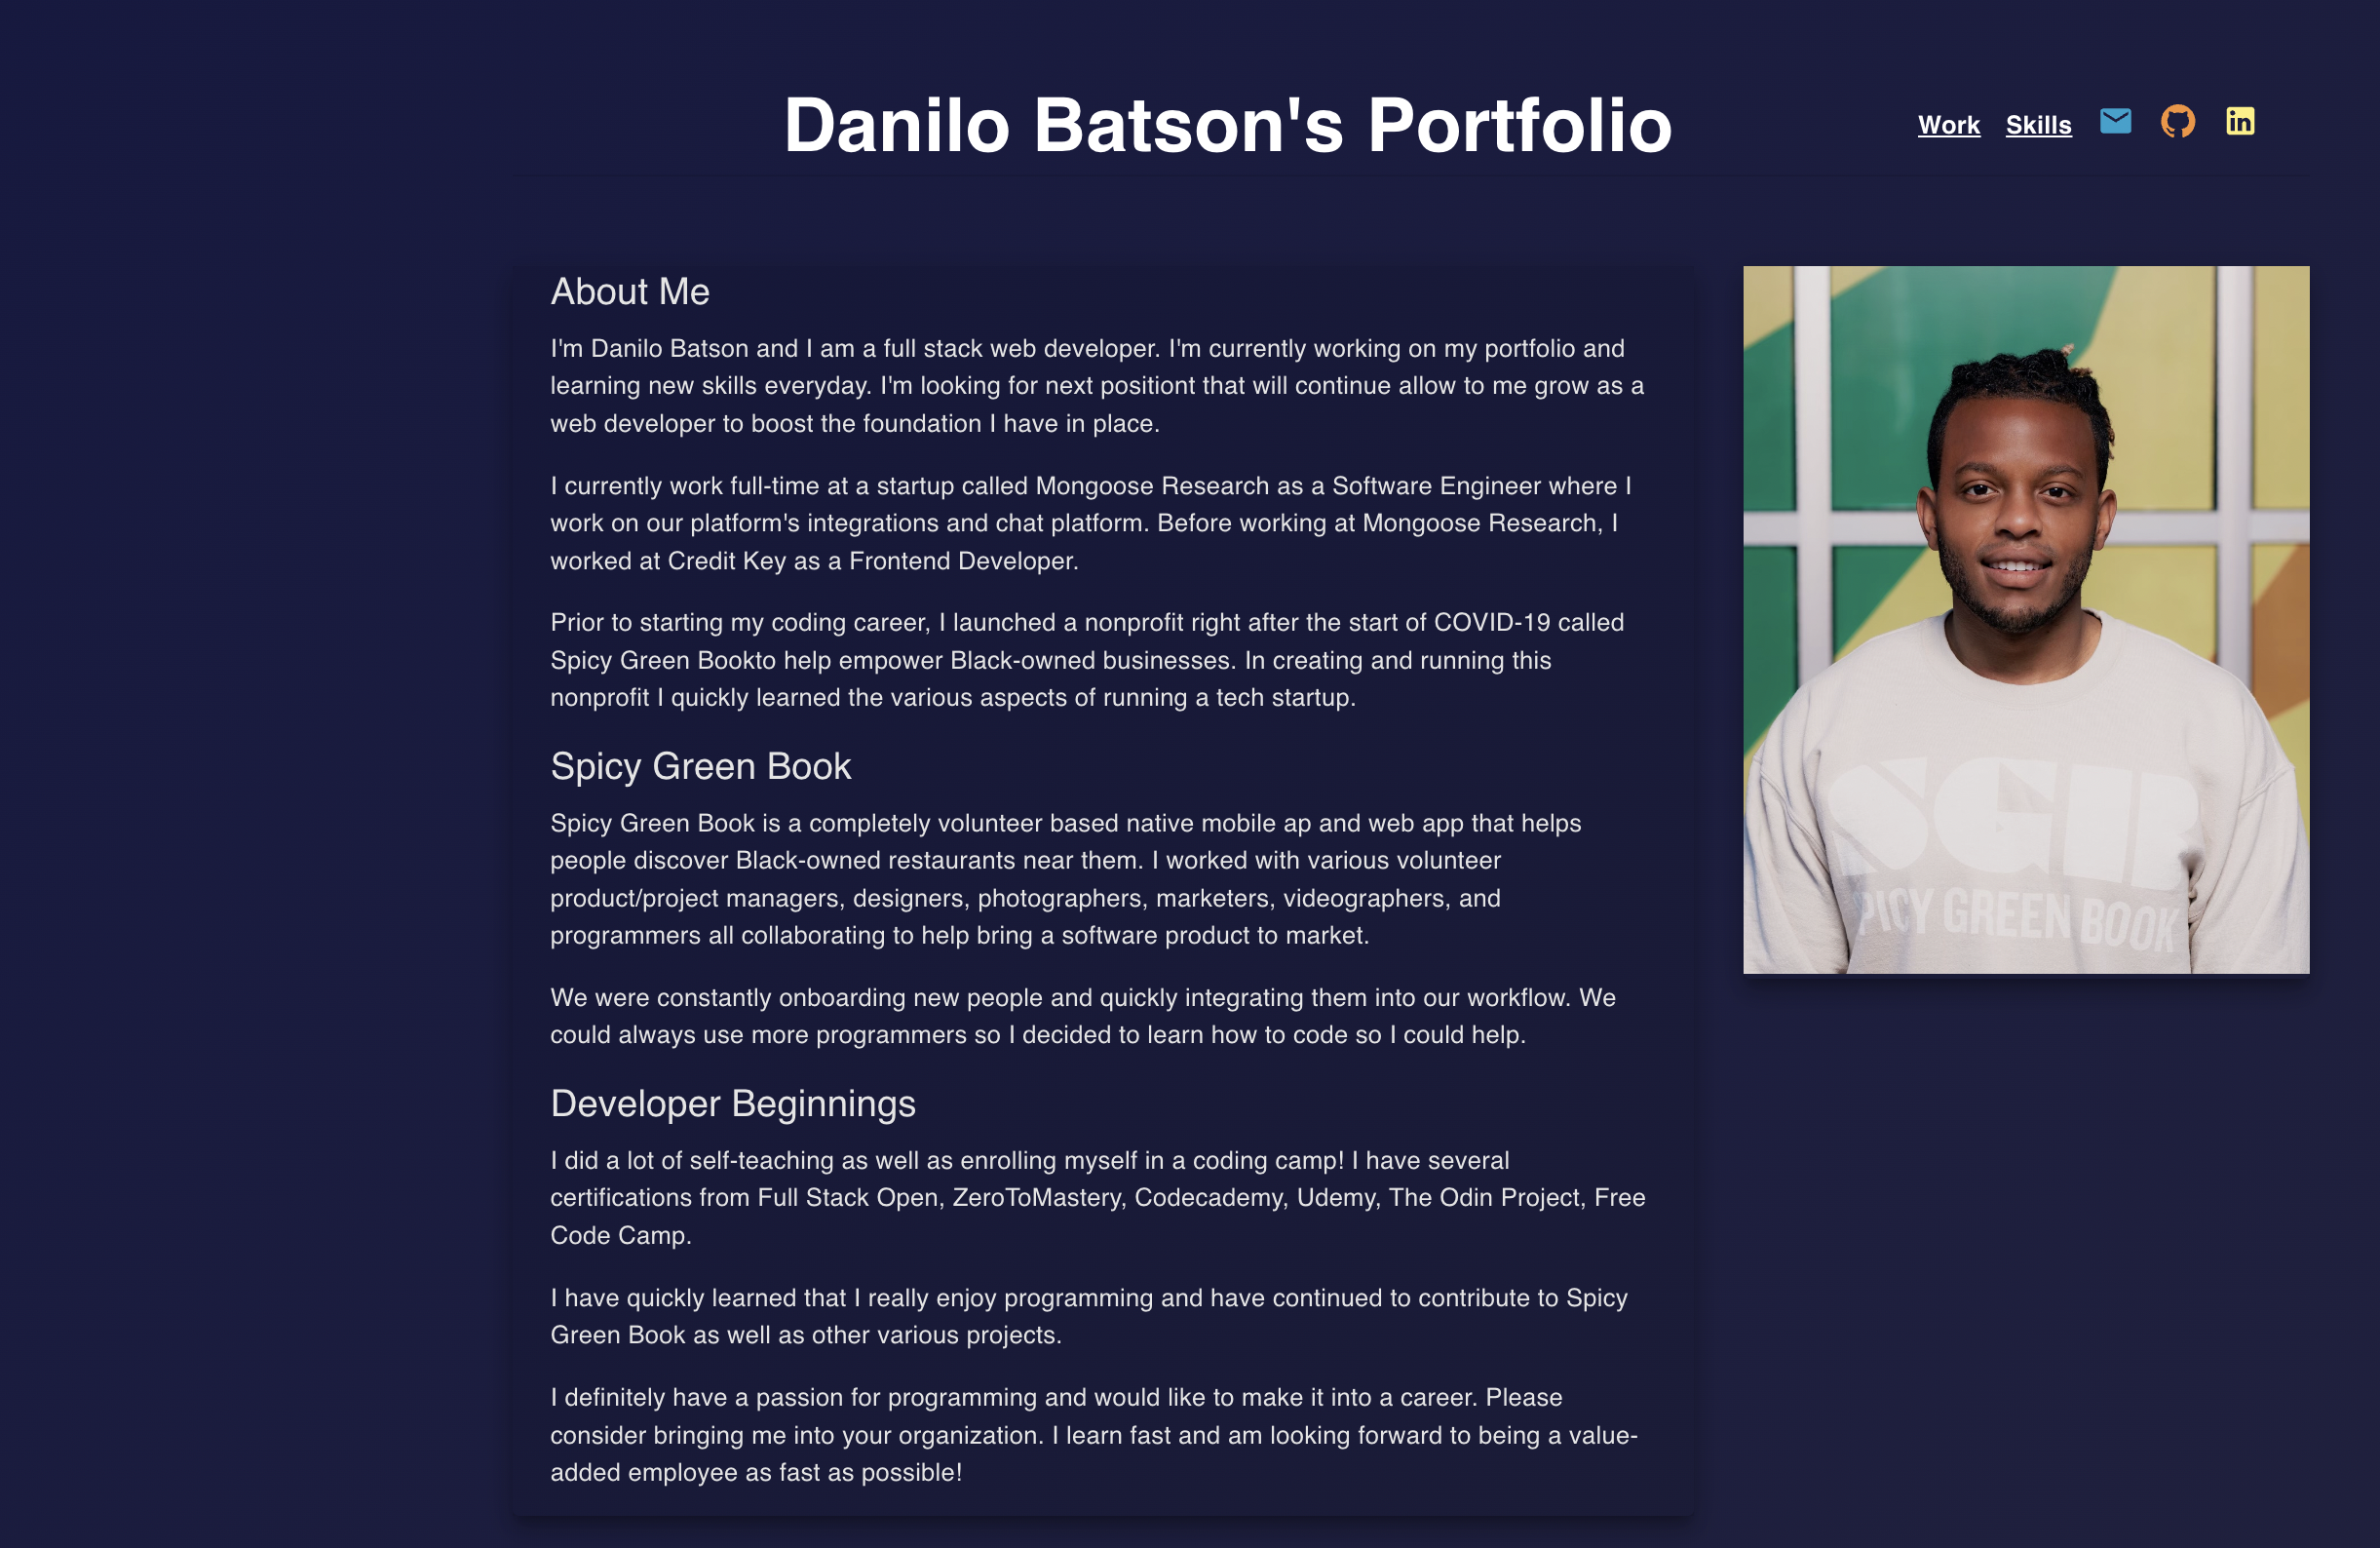 Danilo Batson's Portfolio
Work Skills
About Me
I'm Danilo Batson and I am a full stack web developer. I'm currently working on my portfolio and
learning new skills everyday. I'm looking for next positiont that will continue allow to me grow as a
web developer to boost the foundation I have in place.
I currently work full-time at a startup called Mongoose Research as a Software Engineer where I
work on our platform's integrations and chat platform. Before working at Mongoose Research, I
worked at Credit Key as a Frontend Developer.
Prior to starting my coding career, I launched a nonprofit right after the start of COVID-19 called
Spicy Green Bookto help empower Black-owned businesses. In creating and running this
nonprofit I quickly learned the various aspects of running a tech startup.
Spicy Green Book
Spicy Green Book is a completely volunteer based native mobile ap and web app that helps
people discover Black-owned restaurants near them. I worked with various volunteer
product/project managers, designers, photographers, marketers, videographers, and
programmers all collaborating to help bring a software product to market.
We were constantly onboarding new people and quickly integrating them into our workflow. We
could always use more programmers so I decided to learn how to code so I could help.
Developer Beginnings
I did a lot of self-teaching as well as enrolling myself in a coding camp! I have several
certifications from Full Stack Open, ZeroToMastery, Codecademy, Udemy, The Odin Project, Free
Code Camp.
I have quickly learned that I really enjoy programming and have continued to contribute to Spicy
Green Book as well as other various projects.
I definitely have a passion for programming and would like to make it into a career. Please
consider bringing me into your organization. I learn fast and am looking forward to being a value-
added employee as fast as possible!
in
SGB
PICY GREEN BOOK